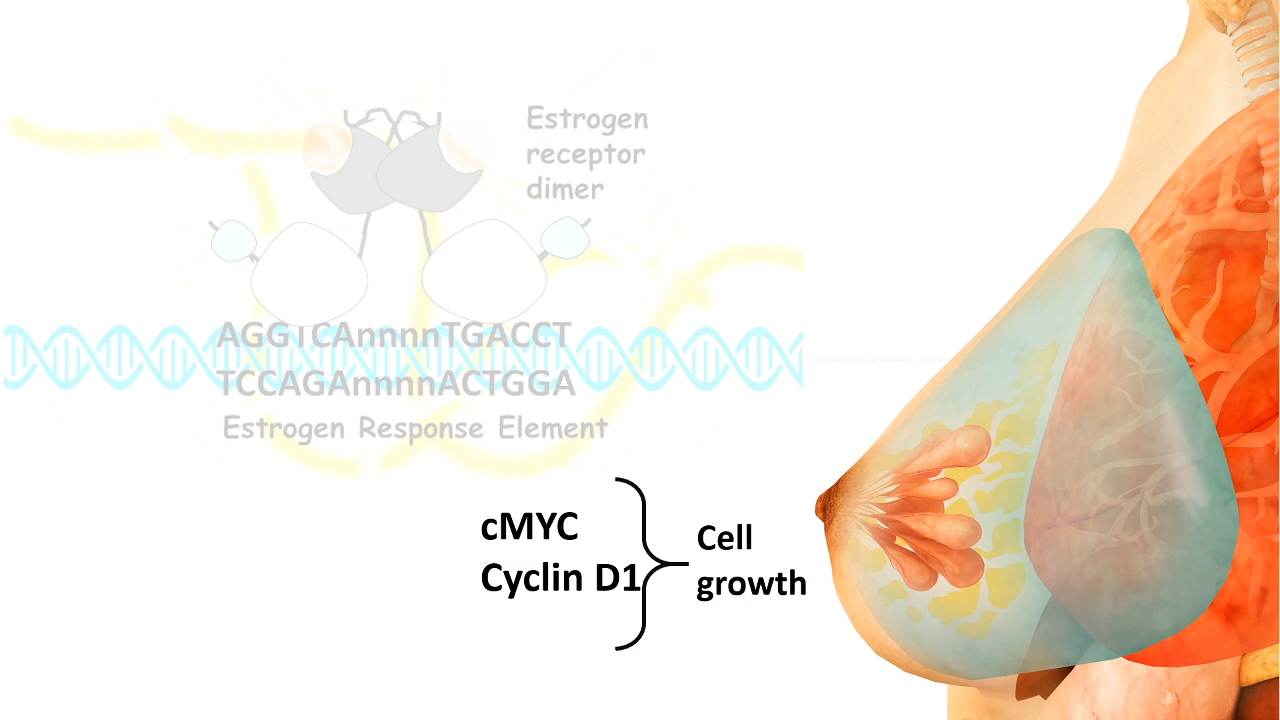 Estrogen
receptor
dimer
AGGTCAnnnnTGACCT
TCCAGAnnnnACTGGA
Estrogen Response Element
cMYC
Cyclin D1
Cell
growth